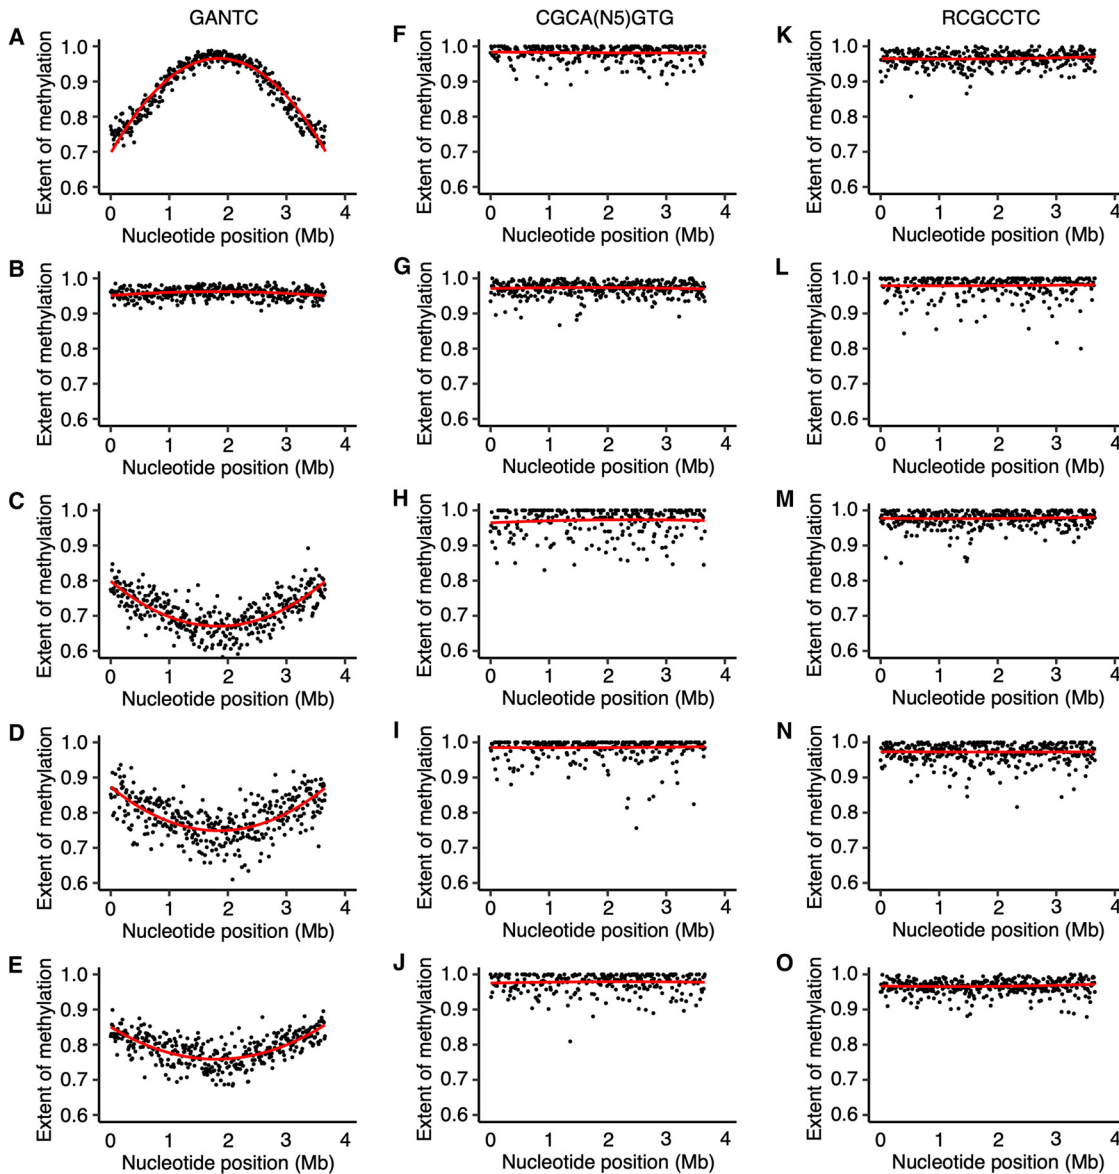 GANTC
CGCA(N5)GTG
RCGCCTC
A
Extent of methylation
1.0
0.9
0.8
0.7
0.6
0 1 2 3 4
Nucleotide position (Mb)
F
Extent of methylation
1.0
0.9
0.8
0.7
0.6
0 1 2 3 4
Nucleotide position (Mb)
K
Extent of methylation
1.0
0.9
0.8
0.7
0.6
0 1 2 3 4
Nucleotide position (Mb)
B
Extent of methylation
1.0
0.9
0.8
0.7
0.6
0 1 2 3 4
Nucleotide position (Mb)
G
Extent of methylation
1.0
0.9
0.8
0.7
0.6
0 1 2 3 4
Nucleotide position (Mb)
L
Extent of methylation
1.0
0.9
0.8
0.7
0.6
0 1 2 3 4
Nucleotide position (Mb)
C
Extent of methylation
1.0
0.9
0.8
0.7
0.6
0 1 2 3 4
Nucleotide position (Mb)
H
Extent of methylation
1.0
0.9
0.8
0.7
0.6
0 1 2 3 4
Nucleotide position (Mb)
M
Extent of methylation
1.0
0.9
0.8
0.7
0.6
0 1 2 3 4
Nucleotide position (Mb)
D
Extent of methylation
1.0
0.9
0.8
0.7
0.6
0 1 2 3 4
Nucleotide position (Mb)
I
Extent of methylation
1.0
0.9
0.8
0.7
0.6
0 1 2 3 4
Nucleotide position (Mb)
N
Extent of methylation
1.0
0.9
0.8
0.7
0.6
0 1 2 3 4
Nucleotide position (Mb)
E
Extent of methylation
1.0
0.9
0.8
0.7
0.6
0 1 2 3 4
Nucleotide position (Mb)
J
Extent of methylation
1.0
0.9
0.8
0.7
0.6
0 1 2 3 4
Nucleotide position (Mb)
O
Extent of methylation
1.0
0.9
0.8
0.7
0.6
0 1 2 3 4
Nucleotide position (Mb)